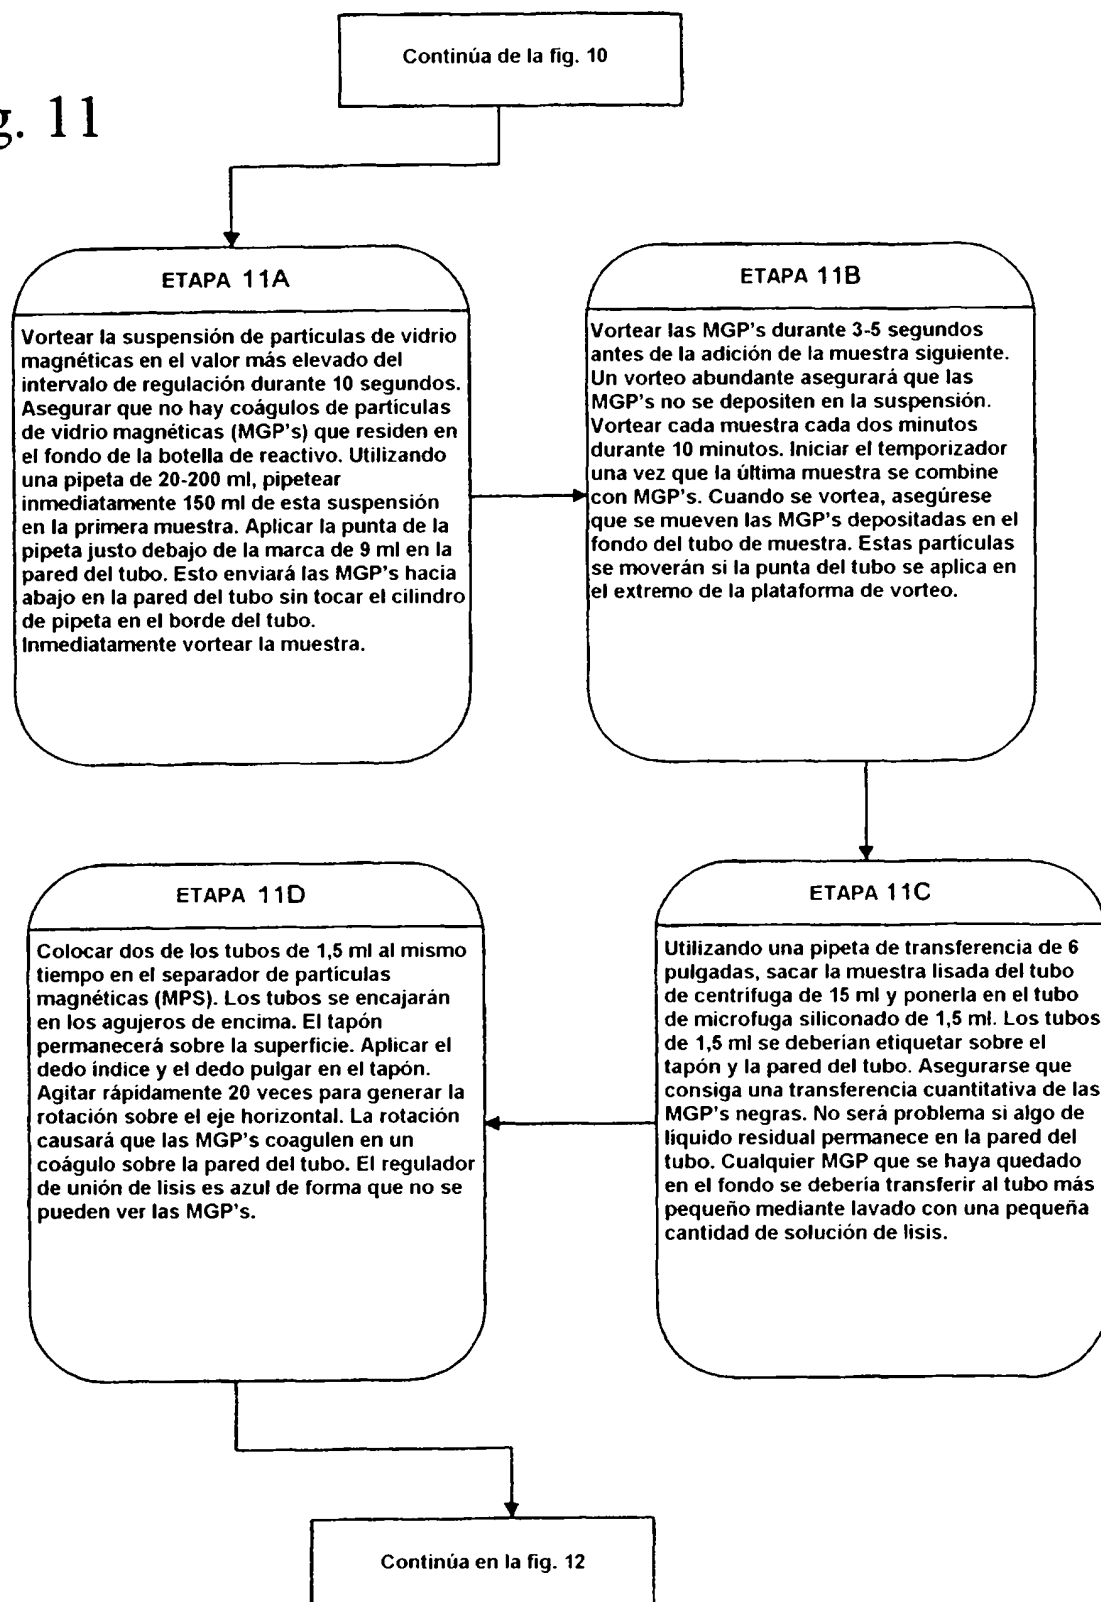 Continúa de la fig. 10
g. 11
ETAPA 11A
Vortear la suspensión de partículas de vidrio
magnéticas en el valor más elevado del
intervalo de regulación durante 10 segundos.
Asegurar que no hay coágulos de partículas
de vidrio magnéticas (MGP's) que residen en
el fondo de la botella de reactivo. Utilizando
una pipeta de 20-200 ml, pipetear
inmediatamente 150 ml de esta suspensión
en la primera muestra. Aplicar la punta de la
pipeta justo debajo de la marca de 9 ml en la
pared del tubo. Esto enviará las MGP's hacia
abajo en la pared del tubo sin tocar el cilindro
de pipeta en el borde del tubo.
Inmediatamente vortear la muestra.
ETAPA 11B
Vortear las MGP's durante 3-5 segundos
antes de la adición de la muestra siguiente.
Un vorteo abundante asegurará que las
MGP's no se depositen en la suspensión.
Vortear cada muestra cada dos minutos
durante 10 minutos. Iniciar el temporizador
una vez que la última muestra se combine
con MGP's. Cuando se vortea, asegúrese
que se mueven las MGP's depositadas en el
fondo del tubo de muestra. Estas partículas
se moverán si la punta del tubo se aplica en
el extremo de la plataforma de vorteo.
ETAPA 11C
Utilizando una pipeta de transferencia de 6
pulgadas, sacar la muestra lisada del tubo
de centrifuga de 15 ml y ponerla en el tubo
de microfuga siliconado de 1,5 ml. Los tubos
de 1,5 ml se deberían etiquetar sobre el
tapón y la pared del tubo. Asegurarse que
consiga una transferencia cuantitativa de las
MGP's negras. No será problema si algo de
líquido residual permanece en la pared del
tubo. Cualquier MGP que se haya quedado
en el fondo se debería transferir al tubo más
pequeño mediante lavado con una pequeña
cantidad de solución de lisis.
ETAPA 11D
Colocar dos de los tubos de 1,5 ml al mismo
tiempo en el separador de partículas
magnéticas (MPS). Los tubos se encajarán
en los agujeros de encima. El tapón
permanecerá sobre la superficie. Aplicar el
dedo índice y el dedo pulgar en el tapón.
Agitar rápidamente 20 veces para generar la
rotación sobre el eje horizontal. La rotación
causará que las MGP's coagulen en un
coágulo sobre la pared del tubo. El regulador
de unión de lisis es azul de forma que no se
pueden ver las MGP's.
Continúa en la fig. 12